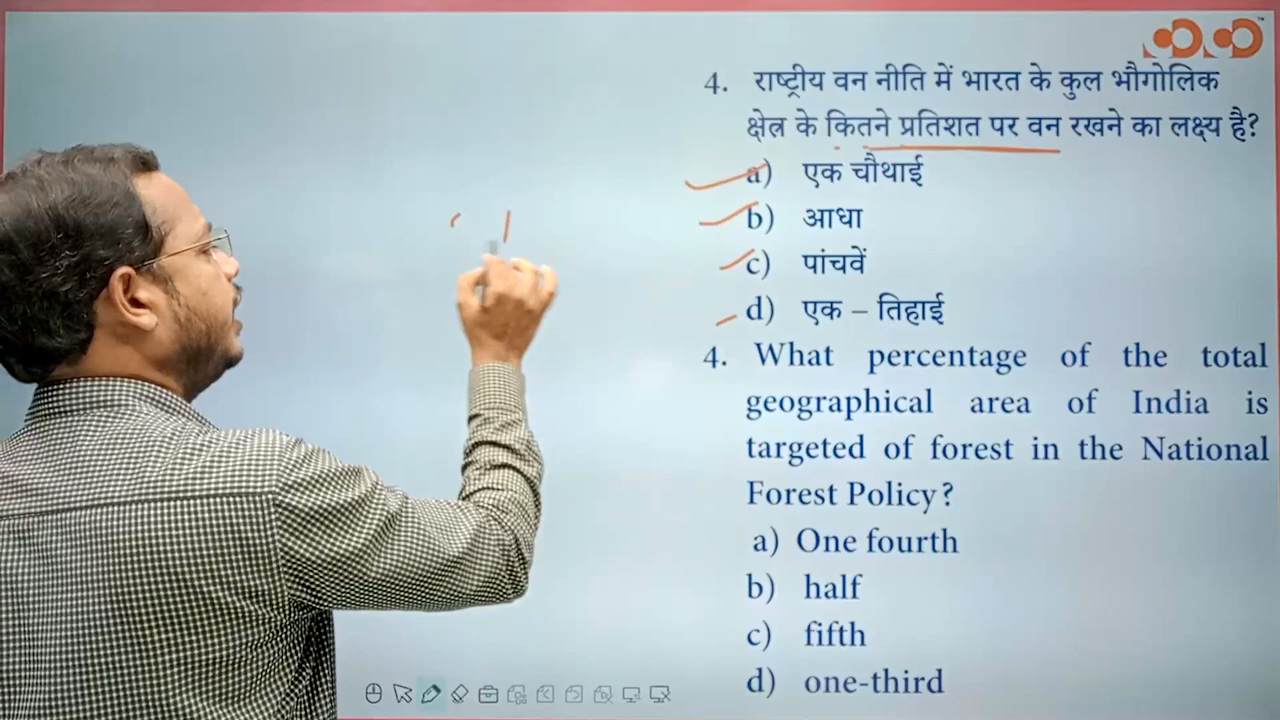 4. राष्ट्रीय वन नीति में भारत के कुल भौगोलिक
क्षेत्र के कितने प्रतिशत पर वन रखने का लक्ष्य है?
a) एक चौथाई
b) आधा
c) पांचवें
d) एक – तिहाई
4. What percentage of the total
geographical area of India is
targeted of forest in the National
Forest Policy?
a) One fourth
b) half
c) fifth
d) one-third